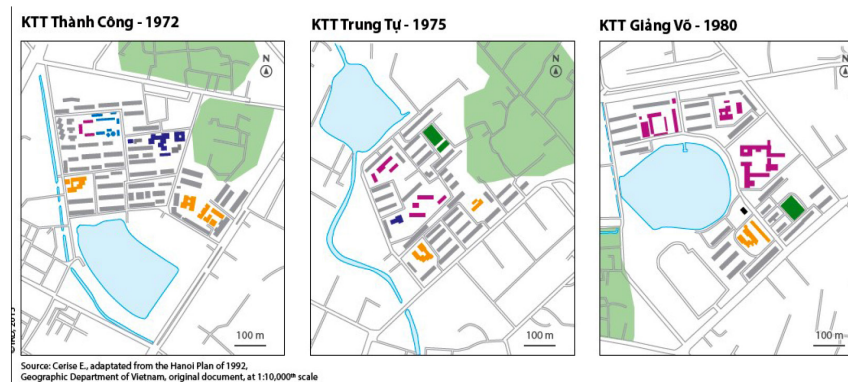 KTT Thành Công - 1972
KTT Trung Tự - 1975
KTT Giảng Võ - 1980
N
N
N
100 m
100 m
100 m
Source: Cerise E., adaptated from the Hanoi Plan of 1992,
Geographic Department of Vietnam, original document, at 1:10,000th scale